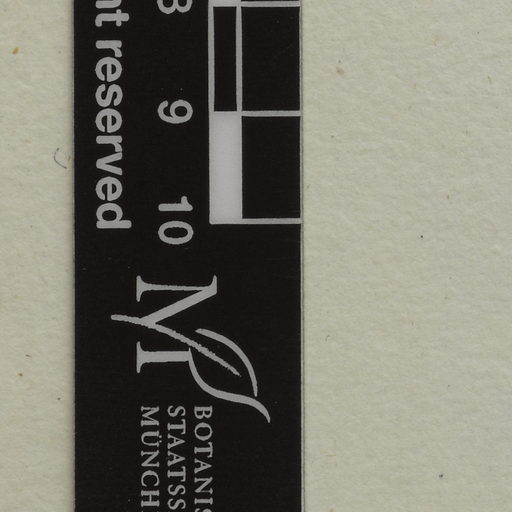 nt reserved
8 9 10
M
BOTANIS
STAATSS
MÜNCH